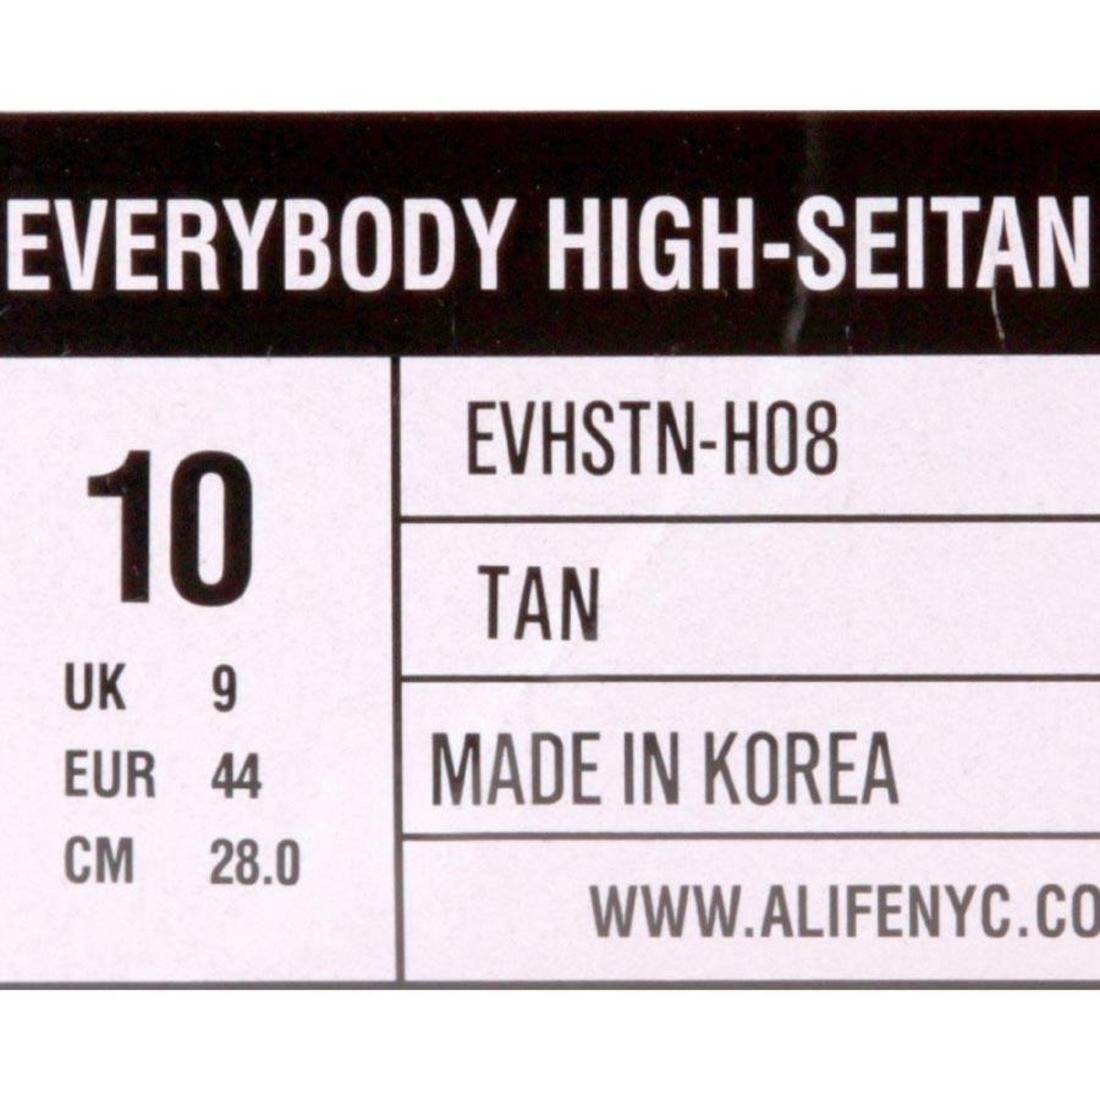 EVERYBODY HIGH-SEITAN
10
UK 9
EUR 44
CM 28.0
EVHSTN-H08
TAN
MADE IN KOREA
WWW.ALIFENYC.CO